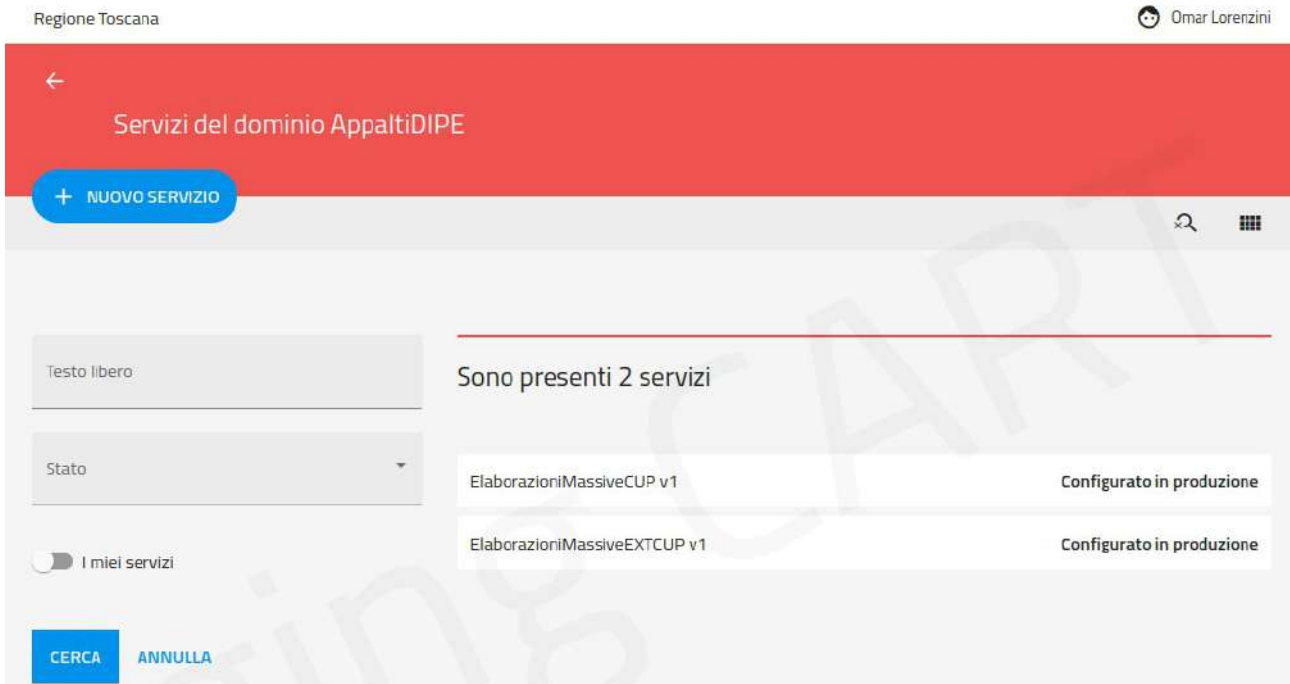 Regione Toscana
Omar Lorenzini
Servizi del dominio AppaltiDIPE
+ NUOVO SERVIZIO
Testo libero
Sono presenti 2 servizi
Stato
ElaborazioniMassiveCUP v1
Configurato in produzione
ElaborazioniMassiveEXTCUP v1
Configurato in produzione
I miei servizi
CERCA
ANNULLA
CART